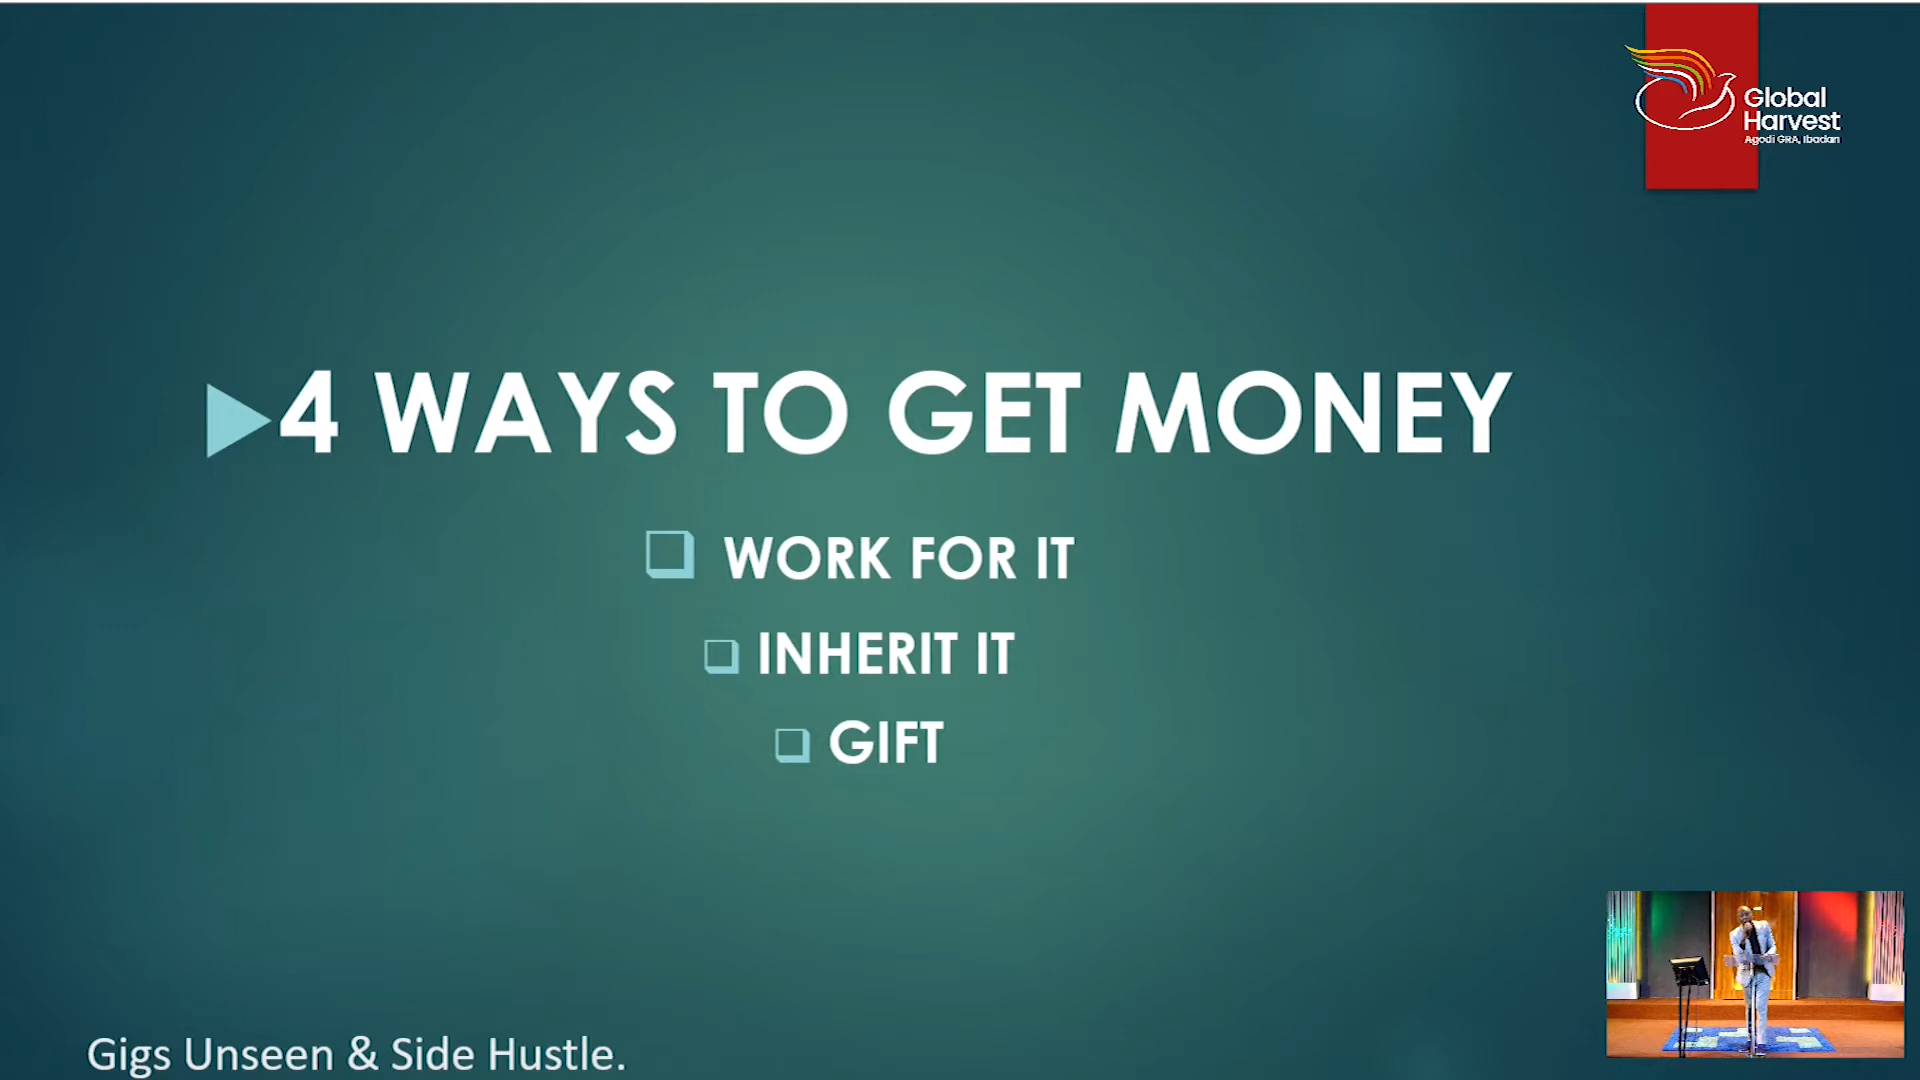 Global
Harvest
Agodi GRA, Ibadan
4 WAYS TO GET MONEY
WORK FOR IT
INHERIT IT
GIFT
Gigs Unseen & Side Hustle.